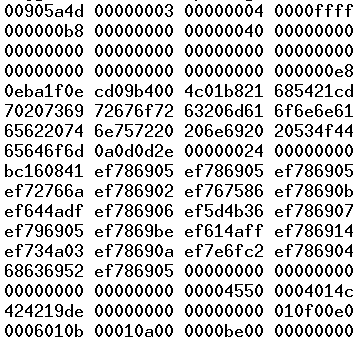 00905a4d 00000003 00000004 0000ffff
000000b8 00000000 00000040 00000000
00000000 00000000 00000000 00000000
00000000 00000000 00000000 000000e8
0eba1f0e cd09b400 4c01b821 685421cd
70207369 72676f72 63206d61 6f6e6e61
65622074 6e757220 206e6920 20534f44
65646f6d 0a0d0d2e 00000024 00000000
bc160841 ef786905 ef786905 ef786905
ef72766a ef786902 ef767586 ef78690b
ef644adf ef786906 ef5d4b36 ef786907
ef796905 ef7869be ef614aff ef786914
ef734a03 ef78690a ef7e6fc2 ef786904
68636952 ef786905 00000000 00000000
00000000 00000000 00004550 0004014c
424219de 00000000 00000000 010f00e0
0006010b 00010a00 0000be00 00000000